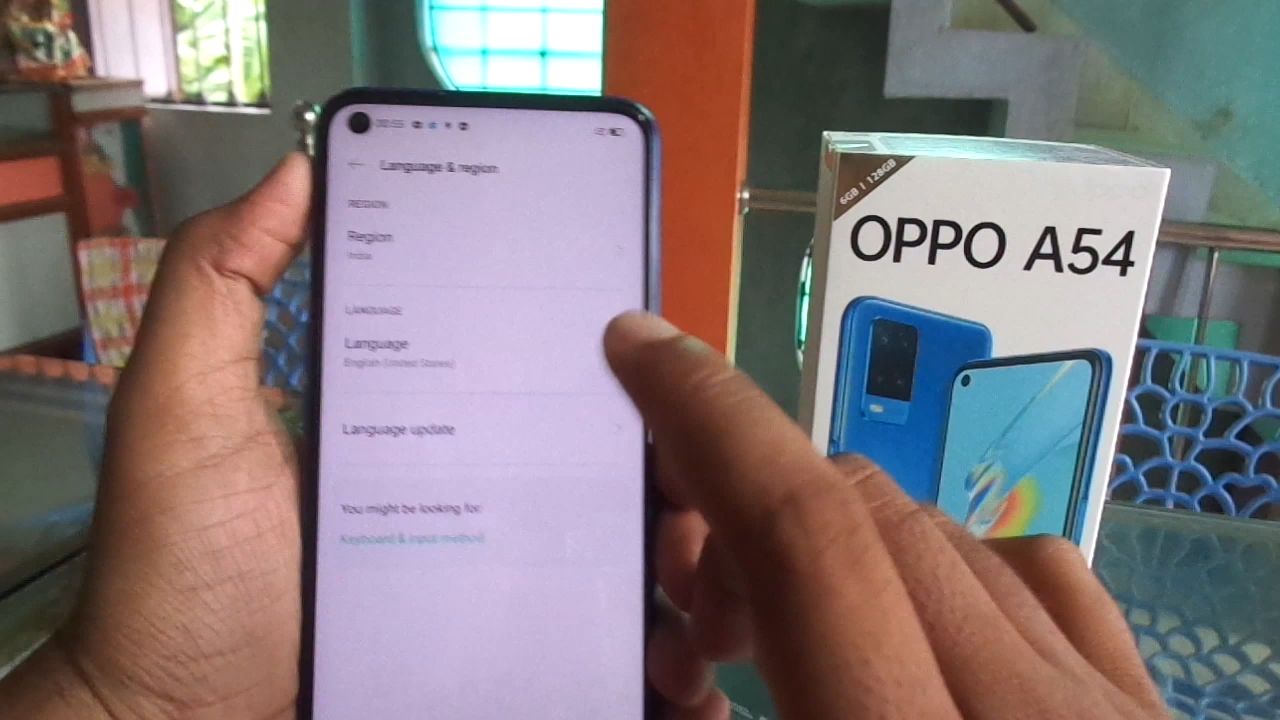 Language & region
REGION
Region
India
LANGUAGE
Language
English (United States)
Language update
You might be looking for:
Keyboard & input method
6GB | 128GB
OPPO A54